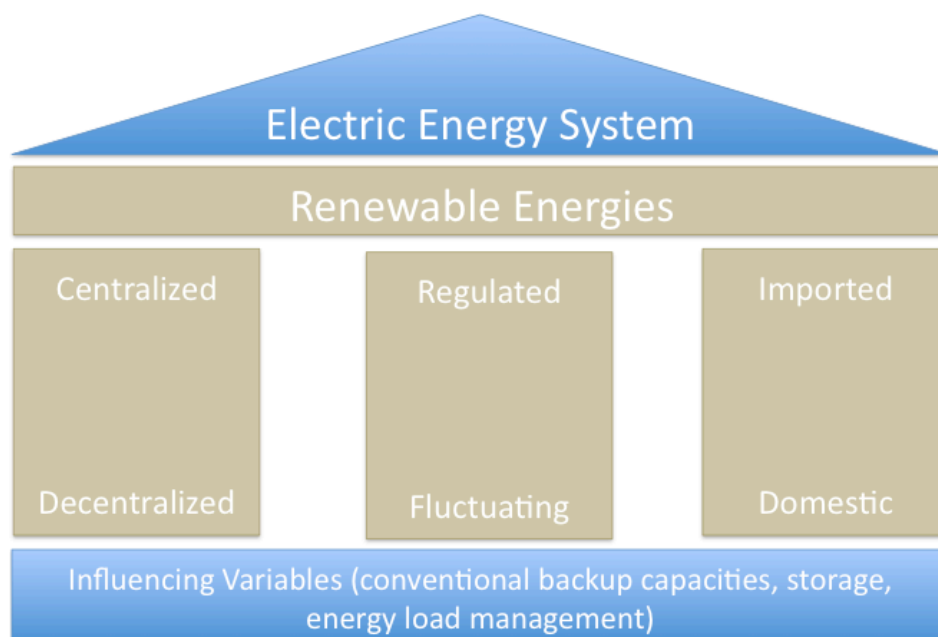 Electric Energy System
Renewable Energies
Centralized
Decentralized
Regulated
Fluctuating
Imported
Domestic
Influencing Variables (conventional backup capacities, storage,
energy load management)